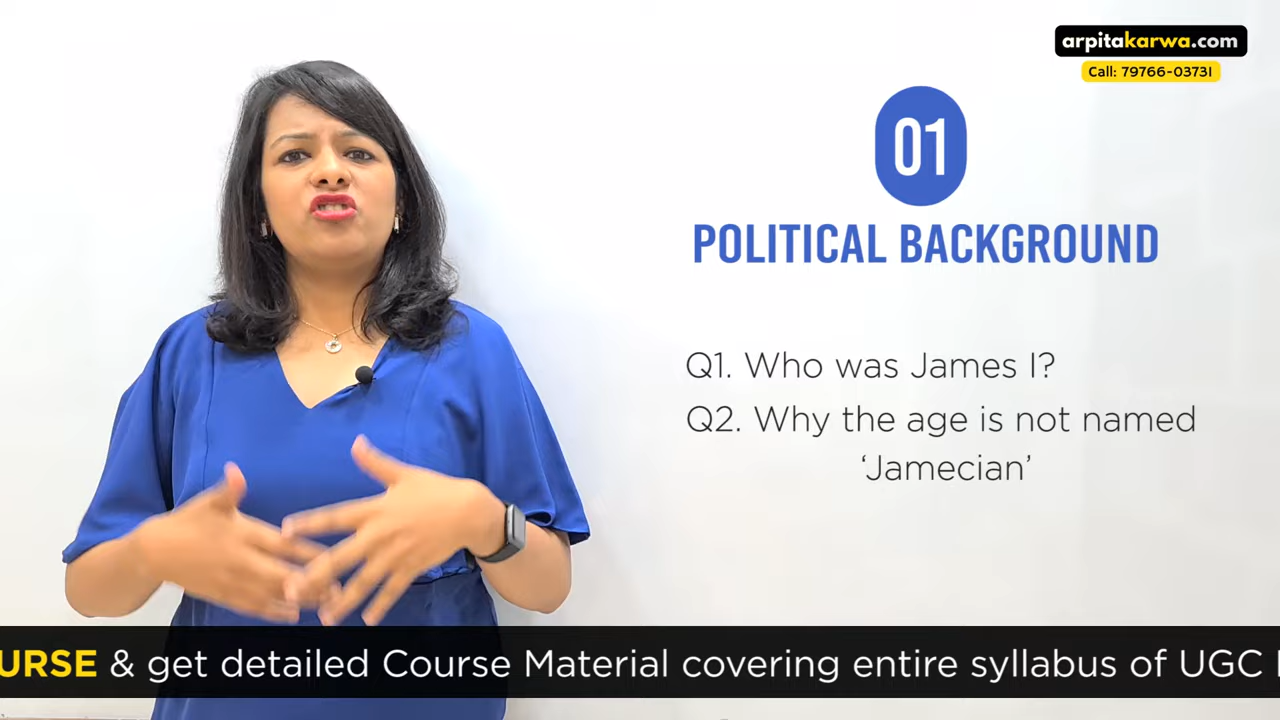 arpitakarwa.com
Call: 79766-03731
01
POLITICAL BACKGROUND
Q1. Who was James I?
Q2. Why the age is not named
‘Jamecian’
URSE & get detailed Course Material covering entire syllabus of UGC